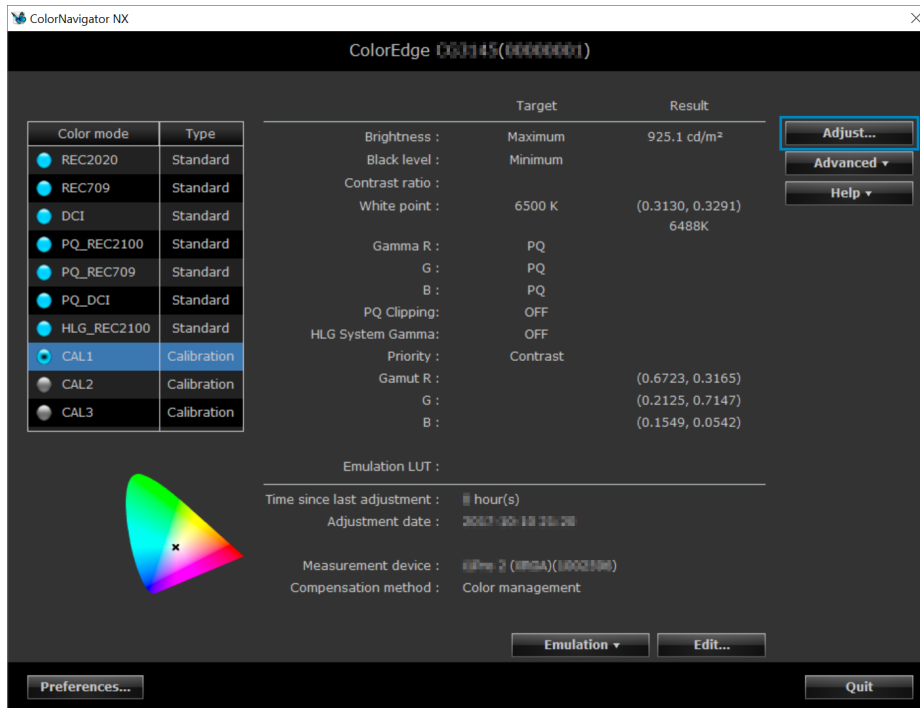 ColorNavigator NX
ColorEdge
Target Result
Color mode Type
REC2020 Standard
REC709 Standard
DCI Standard
PQ_REC2100 Standard
PQ_REC709 Standard
PQ_DCI Standard
HLG_REC2100 Standard
CAL1 Calibration
CAL2 Calibration
CAL3 Calibration
Brightness : Maximum 925.1 cd/m²
Black level : Minimum
Contrast ratio :
White point : 6500 K (0.3130, 0.3291)
6488K
Gamma R : PQ
G : PQ
B : PQ
PQ Clipping: OFF
HLG System Gamma: OFF
Priority : Contrast
Gamut R : (0.6723, 0.3165)
G : (0.2125, 0.7147)
B : (0.1549, 0.0542)
Emulation LUT :
Time since last adjustment : hour(s)
Adjustment date :
Measurement device :
Compensation method : Color management
Adjust...
Advanced
Help
Emulation Edit...
Preferences... Quit